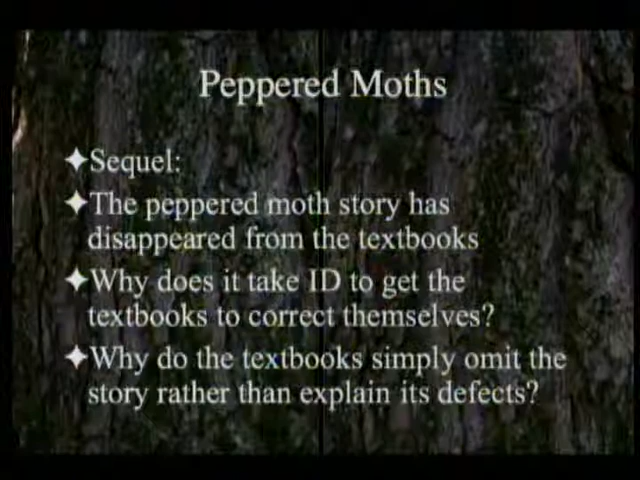 Peppered Moths
✦Sequel:
✦The peppered moth story has
disappeared from the textbooks
✦Why does it take ID to get the
textbooks to correct themselves?
✦Why do the textbooks simply omit the
story rather than explain its defects?